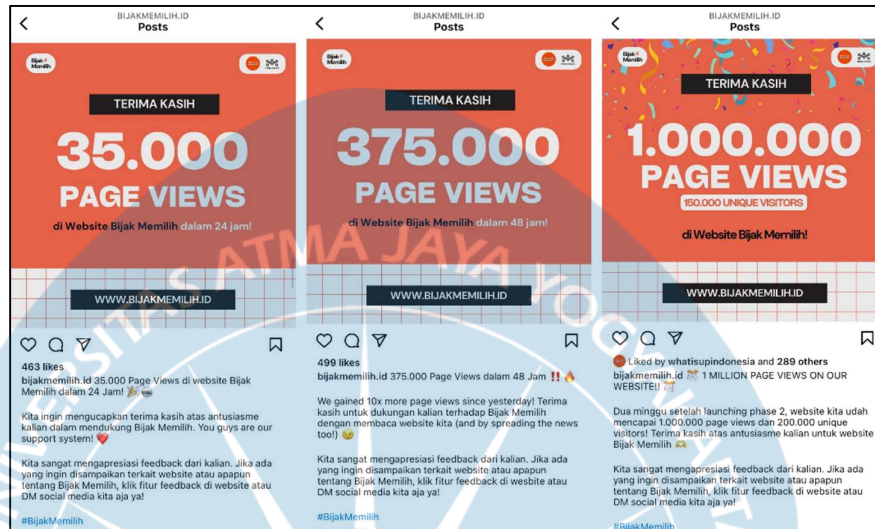 BIJAKMEMILIH.ID
Posts
Bijak
Memilih
TERIMA KASIH
35.000
PAGE VIEWS
di Website Bijak Memilih dalam 24 jam!
WWW.BIJAKMEMILIH.ID
463 likes
bijakmemilih.id 35.000 Page Views di website Bijak
Memilih dalam 24 Jam! 🎉😎
Kita ingin mengucapkan terima kasih atas antusiasme
kalian dalam mendukung Bijak Memilih. You guys are our
support system! ❤️
Kita sangat mengapresiasi feedback dari kalian. Jika ada
yang ingin disampaikan terkait website atau apapun
tentang Bijak Memilih, klik fitur feedback di website atau
DM social media kita aja ya!
#BijakMemilih
BIJAKMEMILIH.ID
Posts
Bijak
Memilih
TERIMA KASIH
375.000
PAGE VIEWS
di Website Bijak Memilih dalam 48 jam!
WWW.BIJAKMEMILIH.ID
499 likes
bijakmemilih.id 375.000 Page Views dalam 48 Jam ‼️ 🔥
We gained 10x more page views since yesterday! Terima
kasih untuk dukungan kalian terhadap Bijak Memilih
dengan membaca website kita (and by spreading the news
too!) 😉
Kita sangat mengapresiasi feedback dari kalian. Jika ada
yang ingin disampaikan terkait website atau apapun
tentang Bijak Memilih, klik fitur feedback di wesbite atau
DM social media kita aja ya!
#BijakMemilih
BIJAKMEMILIH.ID
Posts
Bijak
Memilih
TERIMA KASIH
1.000.000
PAGE VIEWS
150.000 UNIQUE VISITORS
di Website Bijak Memilih!
WWW.BIJAKMEMILIH.ID
Liked by whatisupindonesia and 289 others
bijakmemilih.id 🎊 1 MILLION PAGE VIEWS ON OUR
WEBSITE!! 🎊
Dua minggu setelah launching phase 2, website kita udah
mencapai 1.000.000 page views dan 200.000 unique
visitors! Terima kasih atas antusiasme kalian untuk website
Bijak Memilih 🫶
Kita sangat mengapresiasi feedback dari kalian. Jika ada
yang ingin disampaikan terkait website atau apapun
tentang Bijak Memilih, klik fitur feedback di website atau
DM social media kita aja ya!
#BijakMemilih
UNIVERSITAS ATMA JAYA YOG